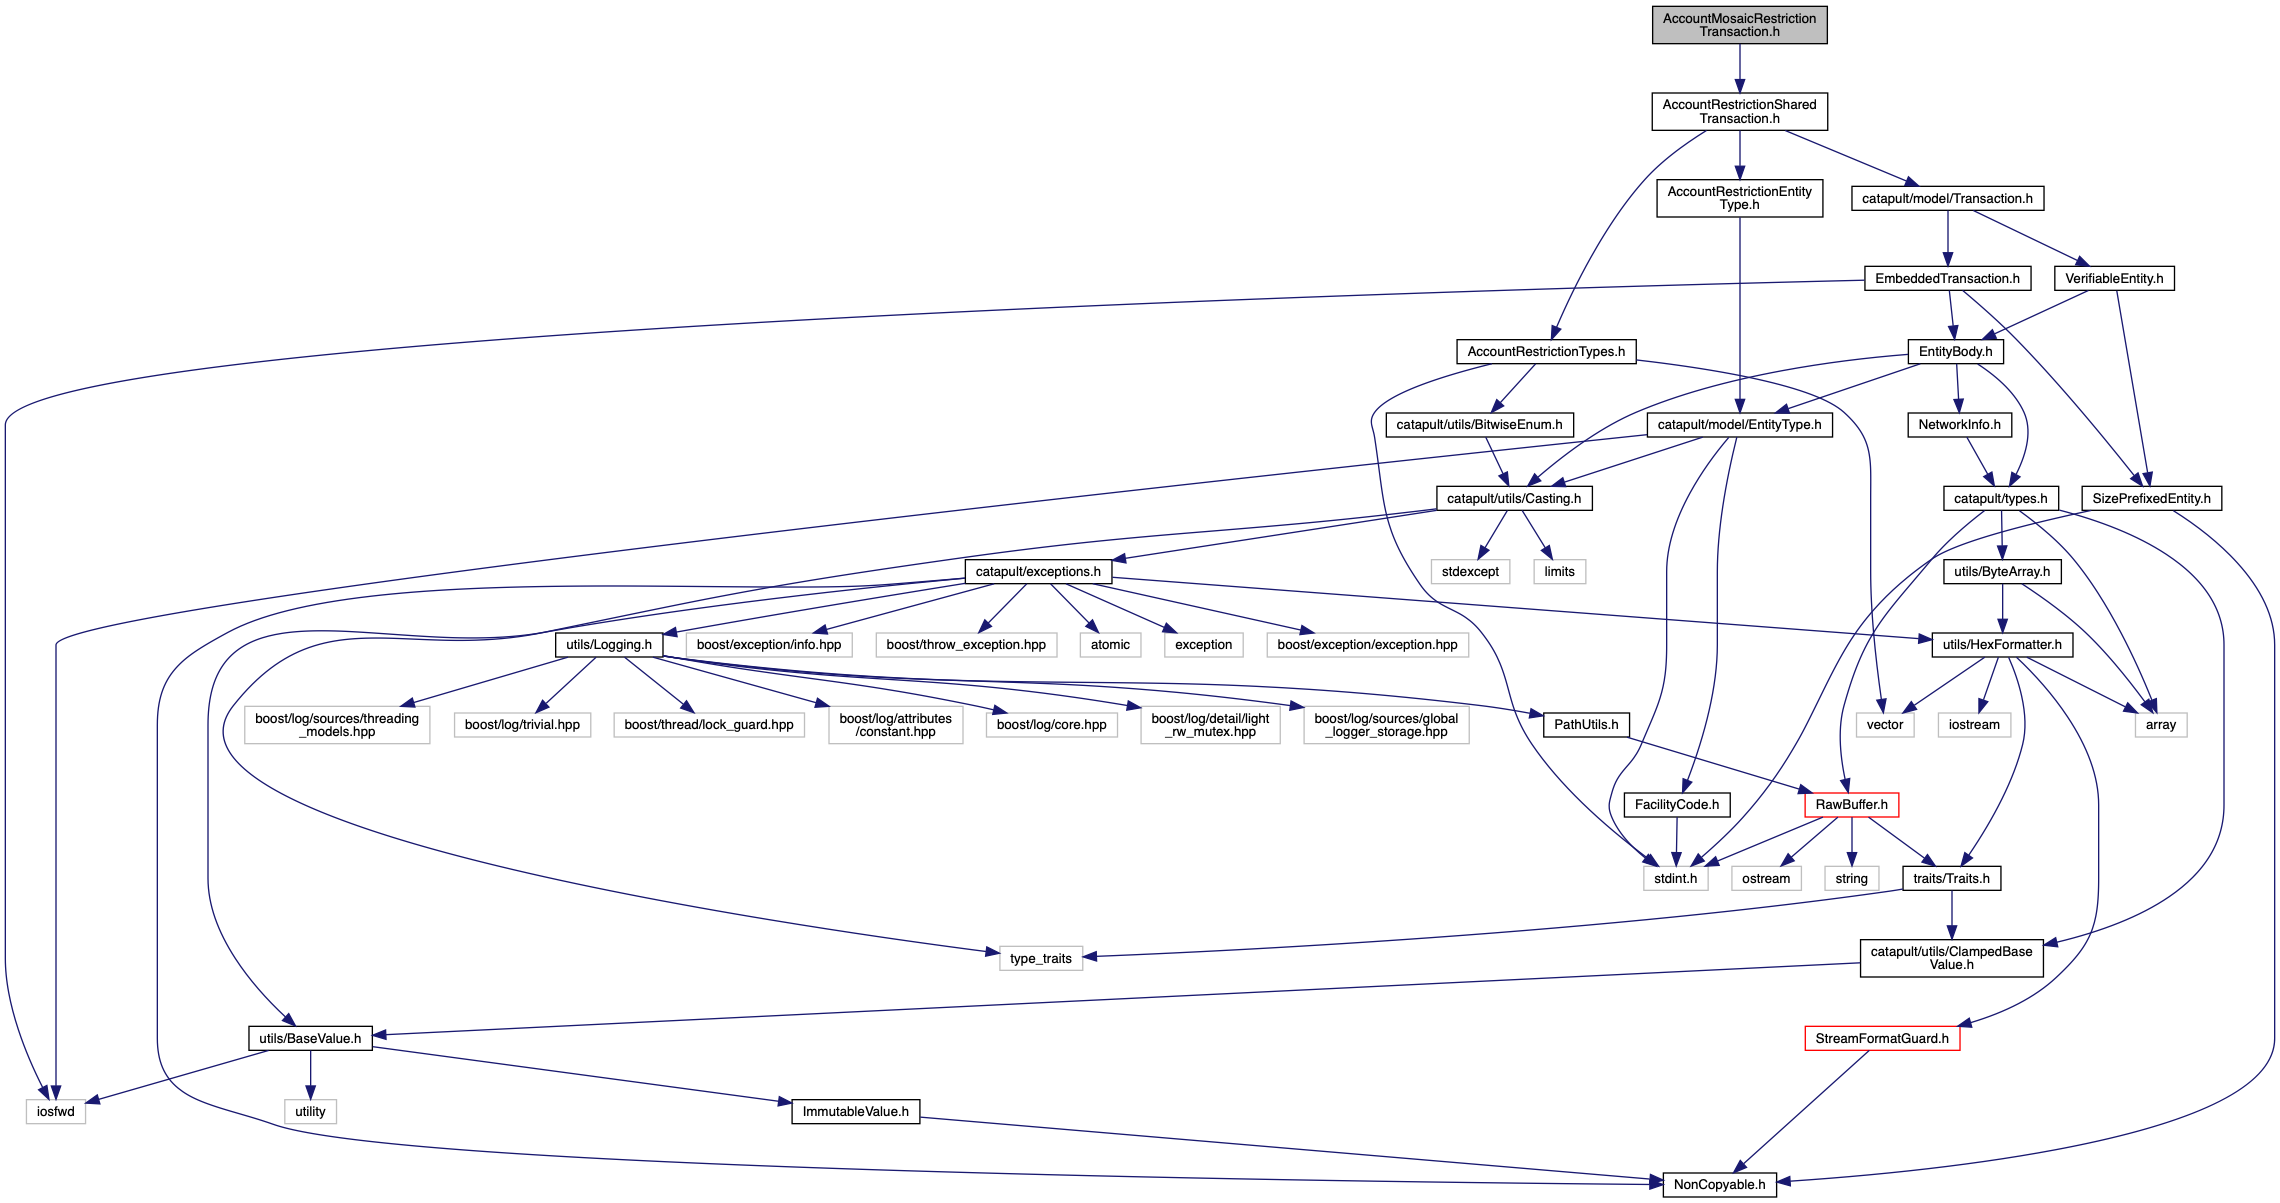 AccountMosaicRestriction
Transaction.h
AccountRestrictionShared
Transaction.h
AccountRestrictionEntity
Type.h
catapult/model/Transaction.h
EmbeddedTransaction.h
VerifiableEntity.h
AccountRestrictionTypes.h
EntityBody.h
catapult/utils/BitwiseEnum.h
catapult/model/EntityType.h
NetworkInfo.h
catapult/utils/Casting.h
catapult/types.h
SizePrefixedEntity.h
catapult/exceptions.h
stdexcept
limits
utils/ByteArray.h
utils/Logging.h
boost/exception/info.hpp
boost/throw_exception.hpp
atomic
exception
boost/exception/exception.hpp
utils/HexFormatter.h
boost/log/sources/threading
_models.hpp
boost/log/trivial.hpp
boost/thread/lock_guard.hpp
boost/log/attributes
/constant.hpp
boost/log/core.hpp
boost/log/detail/light
_rw_mutex.hpp
boost/log/sources/global
_logger_storage.hpp
PathUtils.h
vector
iostream
array
FacilityCode.h
RawBuffer.h
stdint.h
ostream
string
traits/Traits.h
type_traits
catapult/utils/ClampedBase
Value.h
utils/BaseValue.h
StreamFormatGuard.h
iosfwd
utility
ImmutableValue.h
NonCopyable.h